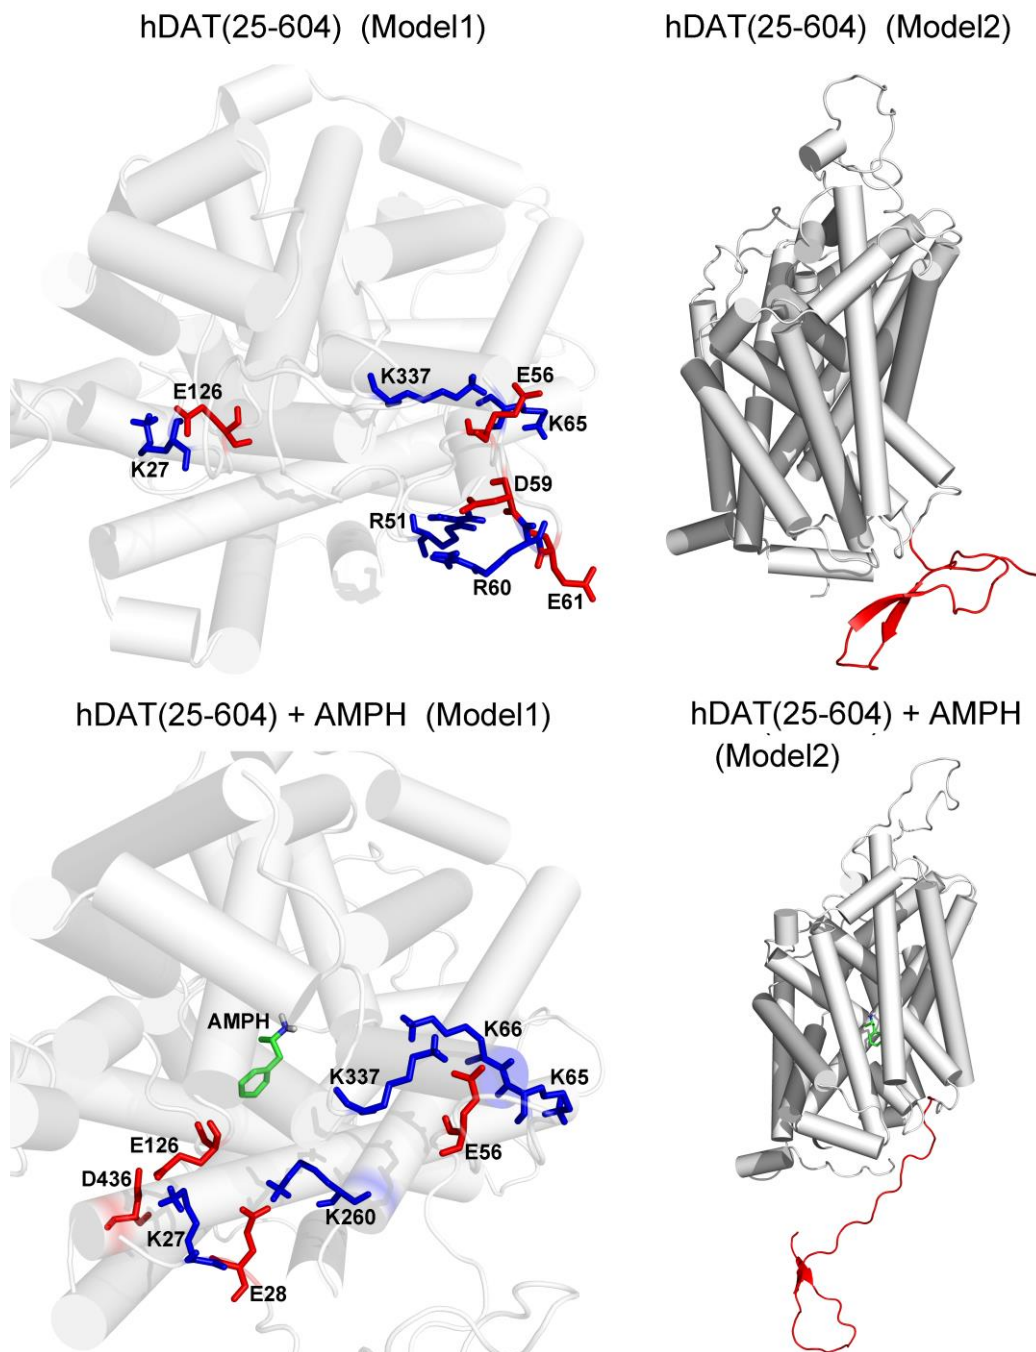 hDAT(25-604) (Model1)
hDAT(25-604) (Model2)
K337
E56
E126
K65
K27
D59
R51
R60
E61
hDAT(25-604) + AMPH (Model1)
hDAT(25-604) + AMPH
(Model2)
AMPH
K66
K337
K65
E126
E56
D436
K27
K260
E28